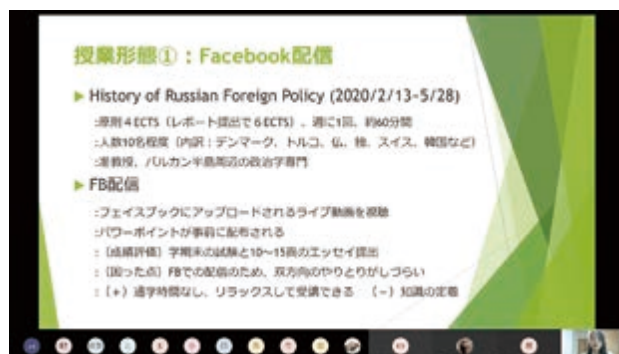 授業形態①：Facebook配信
History of Russian Foreign Policy (2020/2/13-5/28)
:原則4ECTS（レポート提出で6ECTS）、週に1回、約60分間
:人数10名程度（内訳：デンマーク、トルコ、仏、独、スイス、韓国など）
:准教授、バルカン半島周辺の政治学専門
FB配信
:フェイスブックにアップロードされるライブ動画を視聴
:パワーポイントが事前に配布される
:（成績評価）学期末の試験と10～15頁のエッセイ提出
:（困った点）FBでの配信のため、双方向のやりとりがしづらい
:（+）通学時間なし、リラックスして受講できる （−）知識の定着